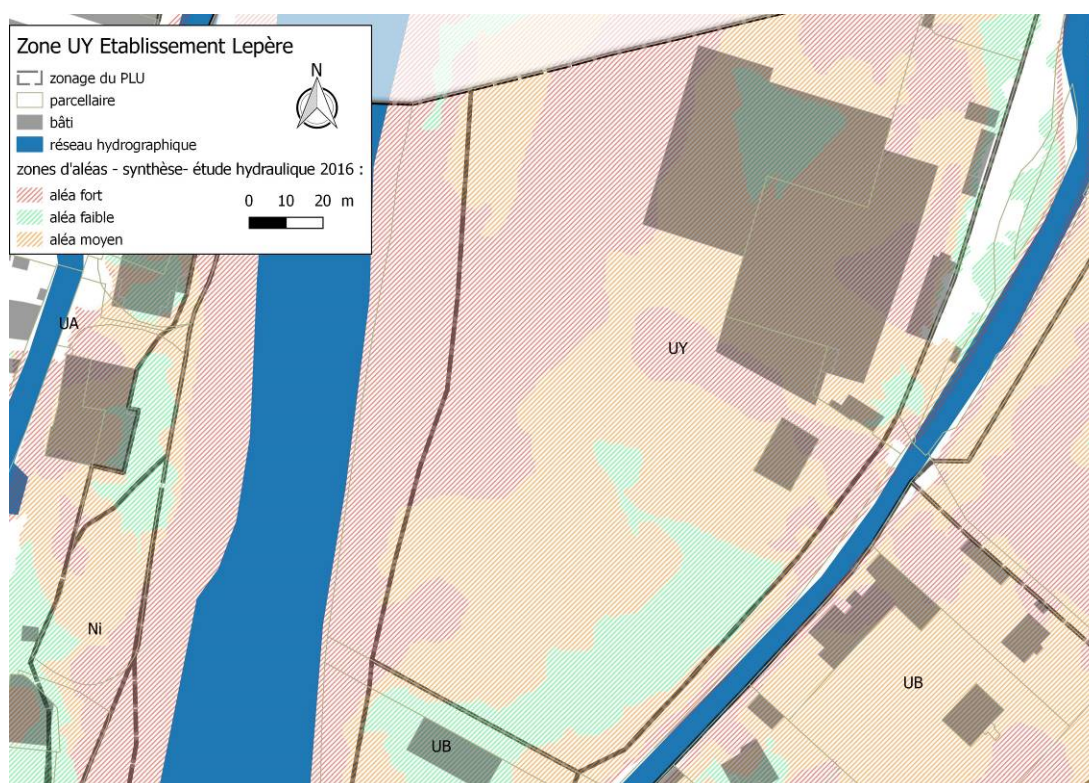 Zone UY Etablissement Lepère
zonage du PLU
N
parcellaire
bâti
réseau hydrographique
zones d'aléas - synthèse- étude hydraulique 2016 :
aléa fort
0 10 20 m
aléa faible
aléa moyen
UA
UY
Ni
UB
UB